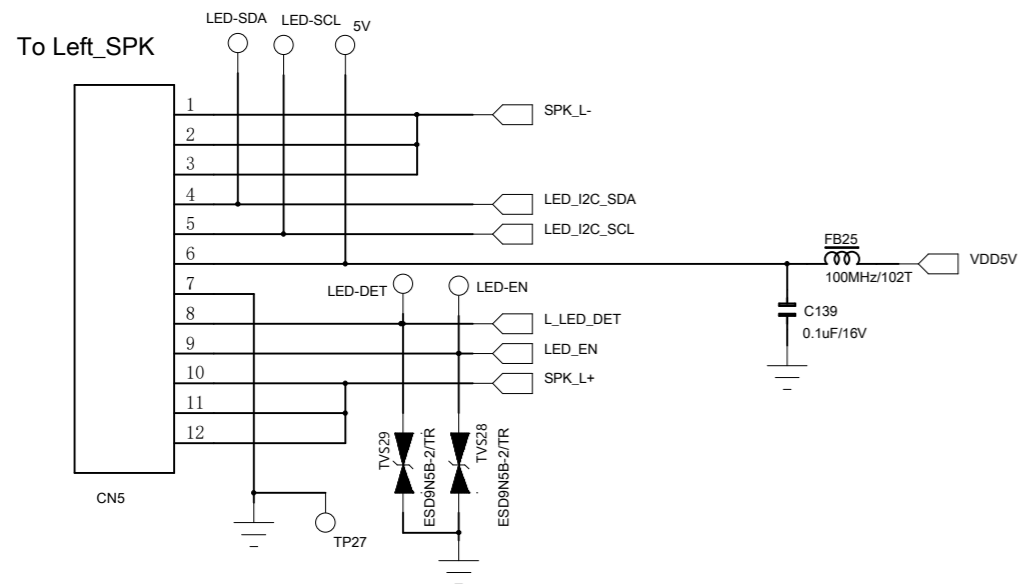 LED-SDA
LED-SCL
5V
To Left_SPK
1
SPK_L-
2
3
4
LED_I2C_SDA
5
LED_I2C_SCL
6
FB25
VDD5V
100MHz/102T
7
LED-DET
LED-EN
C139
0.1uF/16V
8
L_LED_DET
9
LED_EN
10
SPK_L+
11
12
TVS29
ESD9N5B-2/TR
TVS28
ESD9N5B-2/TR
CN5
TP27